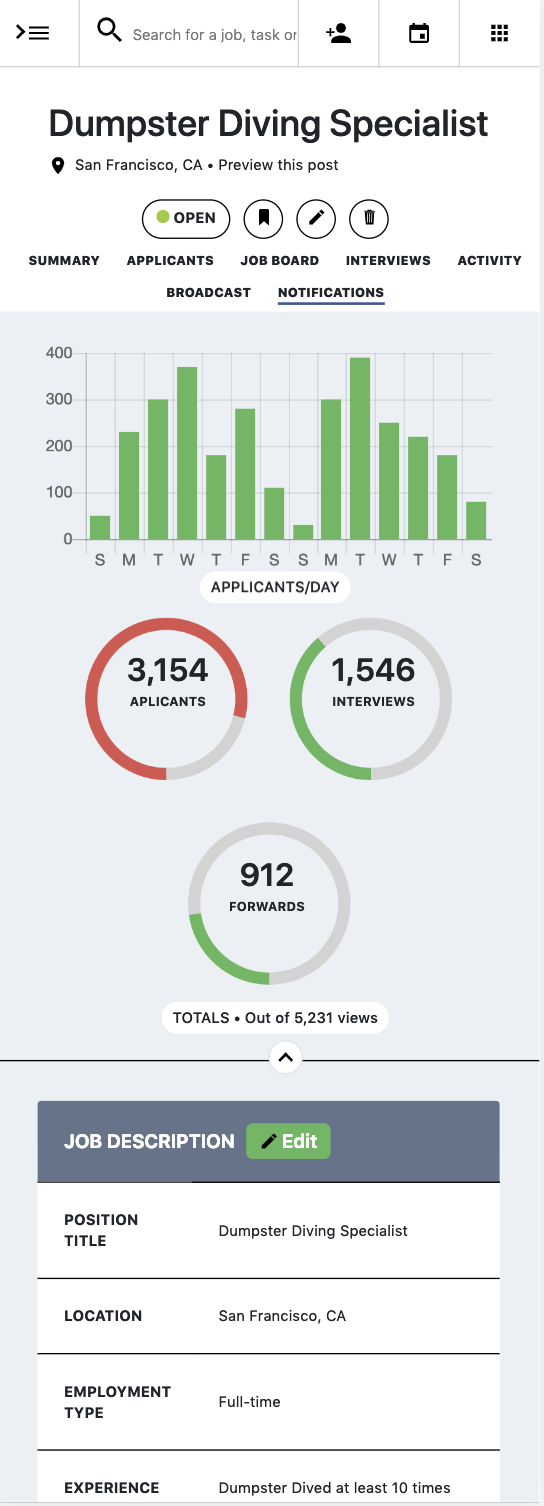 Search for a job, task or
Dumpster Diving Specialist
San Francisco, CA • Preview this post
OPEN
SUMMARY APPLICANTS JOB BOARD INTERVIEWS ACTIVITY
BROADCAST NOTIFICATIONS
400
300
200
100
0
S M T W T F S S M T W T F S
APPLICANTS/DAY
3,154 1,546
APLICANTS INTERVIEWS
912
FORWARDS
TOTALS • Out of 5,231 views
JOB DESCRIPTION Edit
POSITION
TITLE
Dumpster Diving Specialist
LOCATION San Francisco, CA
EMPLOYMENT
TYPE
Full-time
EXPERIENCE Dumpster Dived at least 10 times